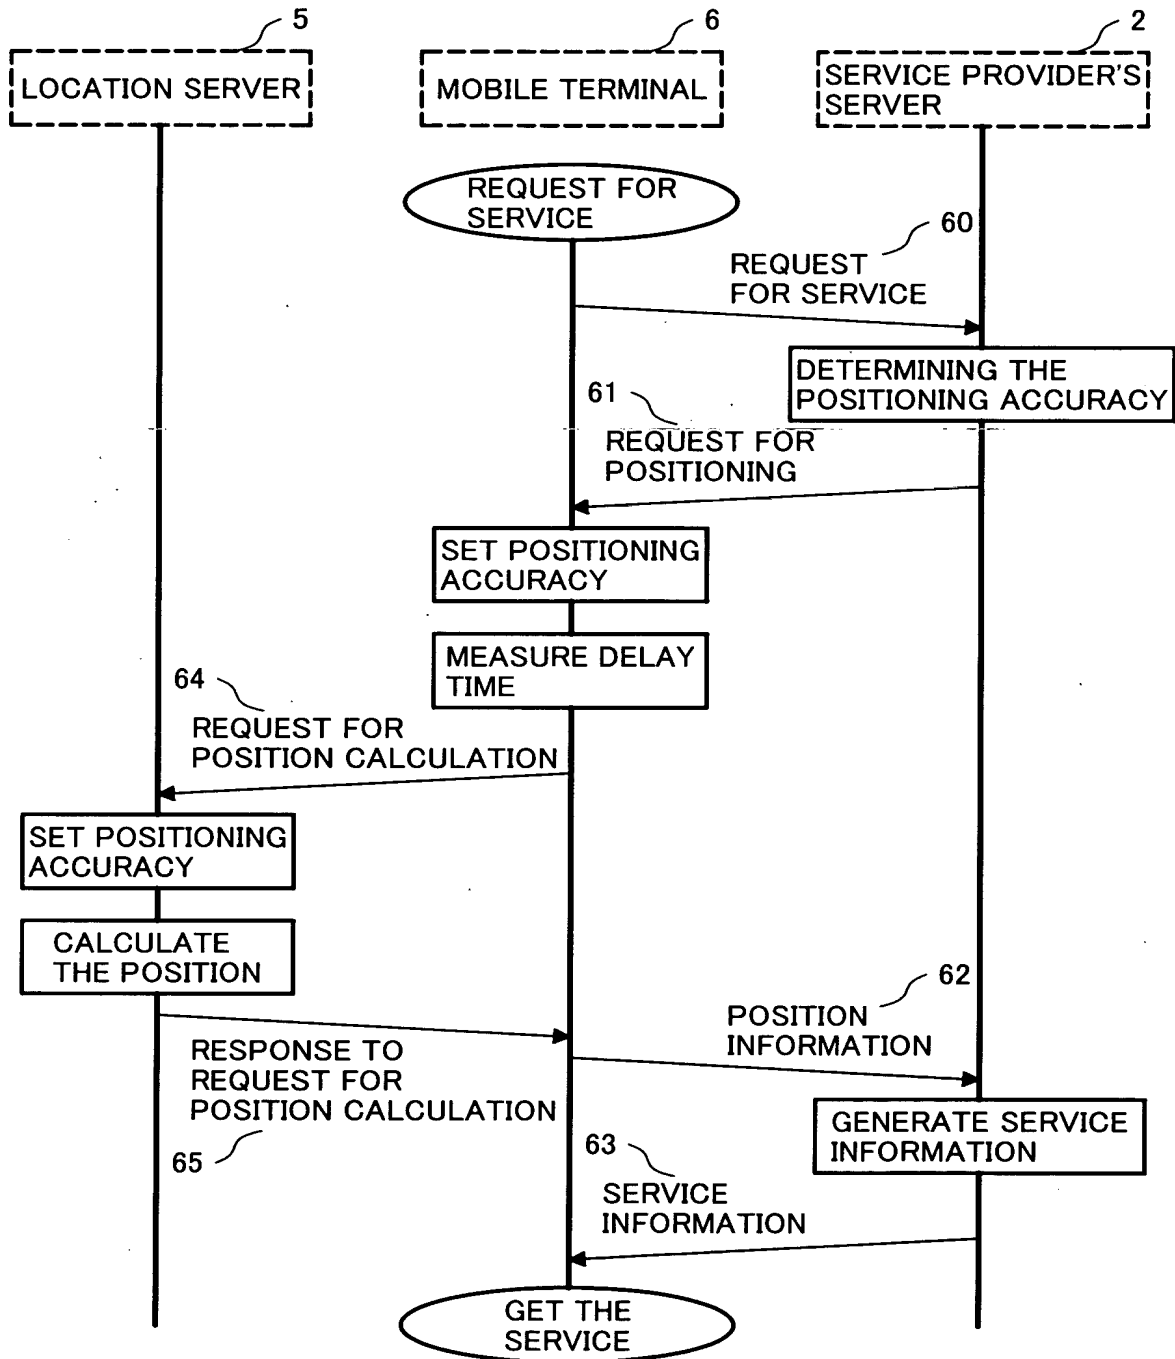 5
6
2
LOCATION SERVER
MOBILE TERMINAL
SERVICE PROVIDER'S
SERVER
REQUEST FOR
SERVICE
60
REQUEST
FOR SERVICE
DETERMINING THE
POSITIONING ACCURACY
61
REQUEST FOR
POSITIONING
SET POSITIONING
ACCURACY
MEASURE DELAY
TIME
64
REQUEST FOR
POSITION CALCULATION
SET POSITIONING
ACCURACY
CALCULATE
THE POSITION
62
POSITION
INFORMATION
RESPONSE TO
REQUEST FOR
POSITION CALCULATION
65
GENERATE SERVICE
INFORMATION
63
SERVICE
INFORMATION
GET THE
SERVICE